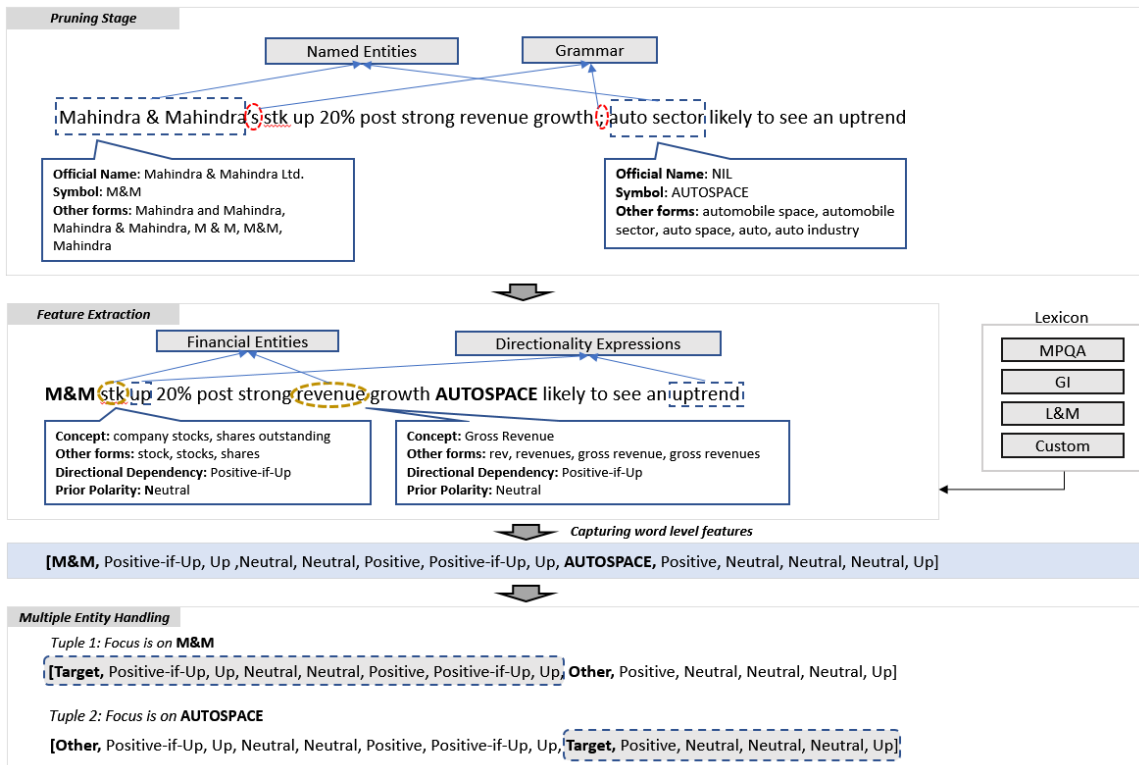 Pruning Stage
Named Entities
Grammar
Mahindra & Mahindra's stk up 20% post strong revenue growth ; auto sector likely to see an uptrend
Official Name: Mahindra & Mahindra Ltd.
Symbol: M&M
Other forms: Mahindra and Mahindra,
Mahindra & Mahindra, M & M, M&M,
Mahindra
Official Name: NIL
Symbol: AUTOSPACE
Other forms: automobile space, automobile
sector, auto space, auto, auto industry
Feature Extraction
Financial Entities
Directionality Expressions
M&M stk up 20% post strong revenue growth AUTOSPACE likely to see an uptrend
Concept: company stocks, shares outstanding
Other forms: stock, stocks, shares
Directional Dependency: Positive-if-Up
Prior Polarity: Neutral
Concept: Gross Revenue
Other forms: rev, revenues, gross revenue, gross revenues
Directional Dependency: Positive-if-Up
Prior Polarity: Neutral
Lexicon
MPQA
GI
L&M
Custom
Capturing word level features
[M&M, Positive-if-Up, Up ,Neutral, Neutral, Positive, Positive-if-Up, Up, AUTOSPACE, Positive, Neutral, Neutral, Neutral, Up]
Multiple Entity Handling
Tuple 1: Focus is on M&M
[Target, Positive-if-Up, Up, Neutral, Neutral, Positive, Positive-if-Up, Up, Other, Positive, Neutral, Neutral, Neutral, Up]
Tuple 2: Focus is on AUTOSPACE
[Other, Positive-if-Up, Up, Neutral, Neutral, Positive, Positive-if-Up, Up, Target, Positive, Neutral, Neutral, Neutral, Up]